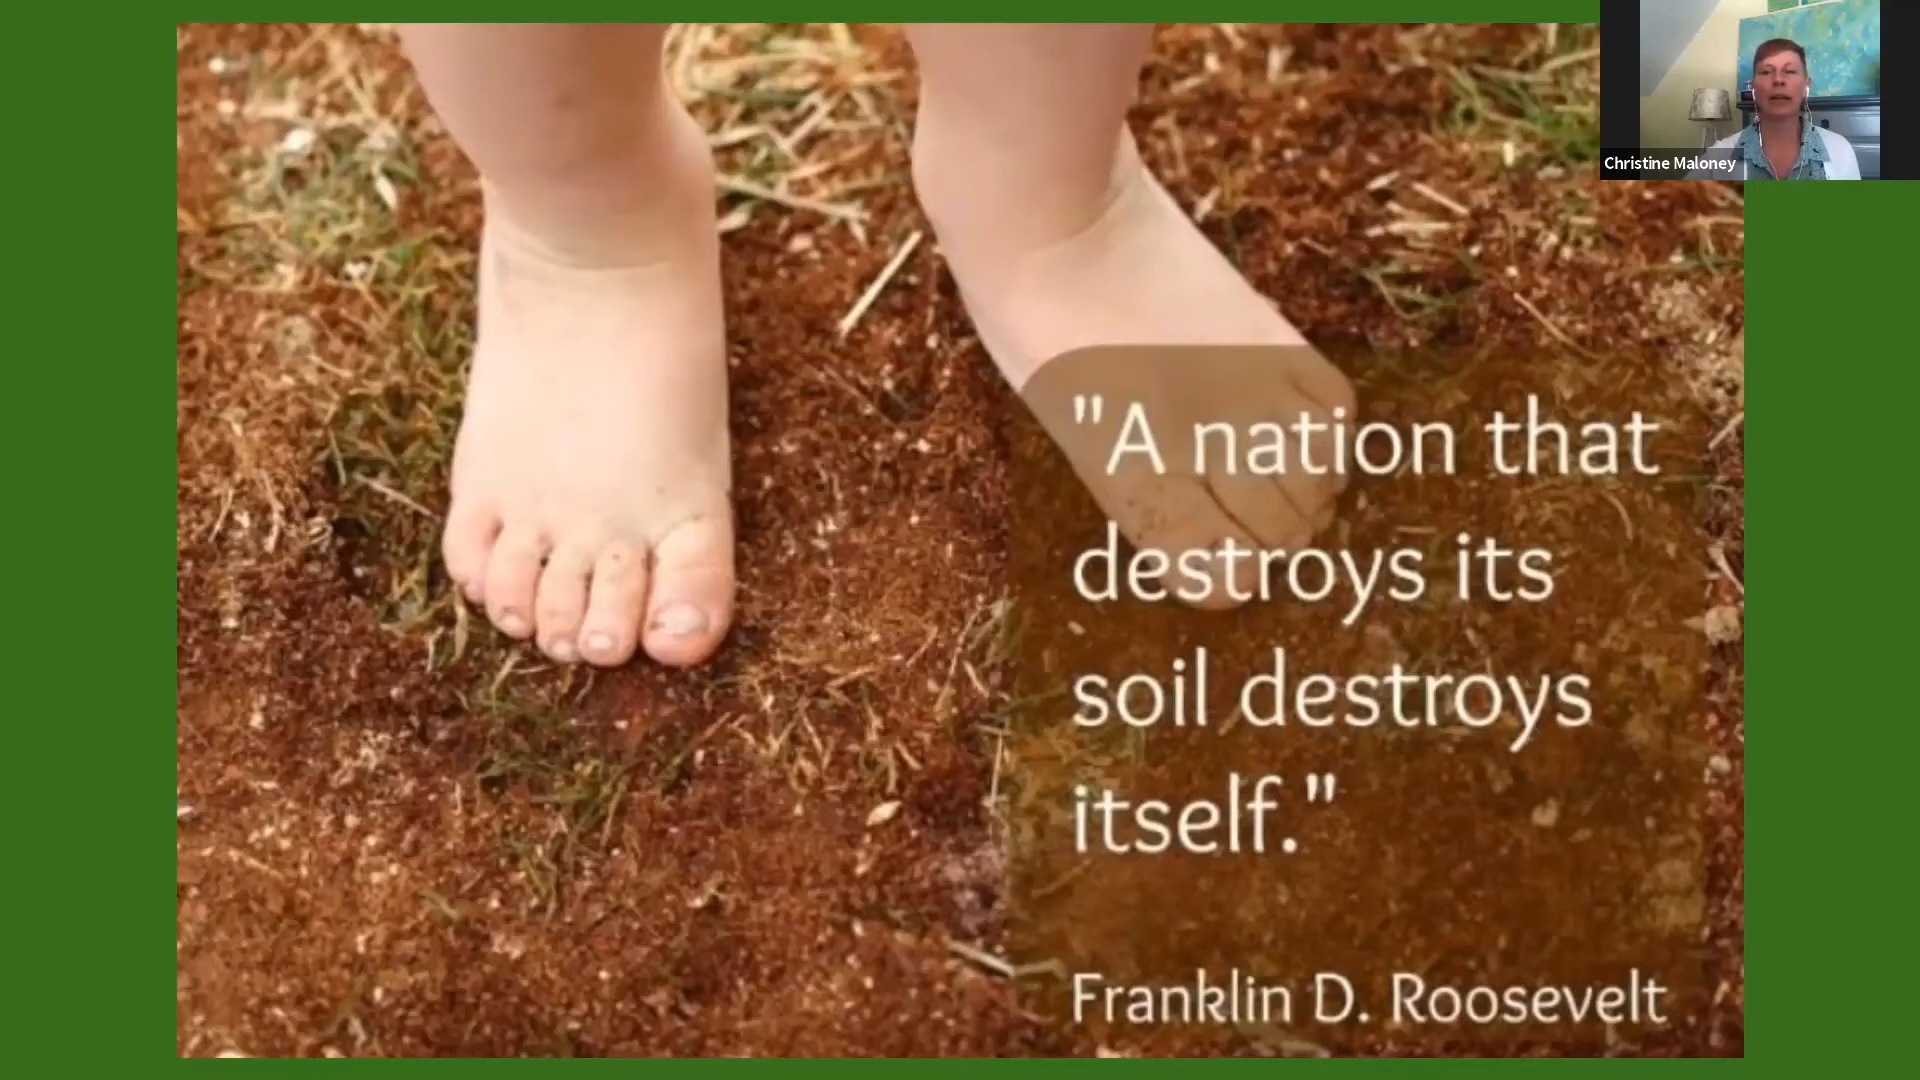 Christine Maloney
"A nation that
destroys its
soil destroys
itself."
Franklin D. Roosevelt